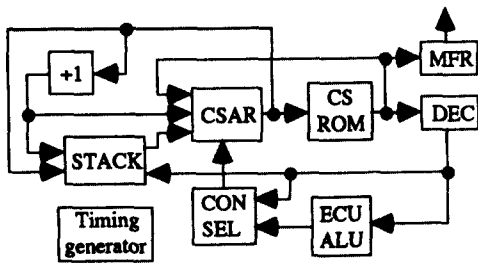 +1
MFR
CSAR
CS
ROM
DEC
STACK
CON
SEL
ECU
ALU
Timing
generator